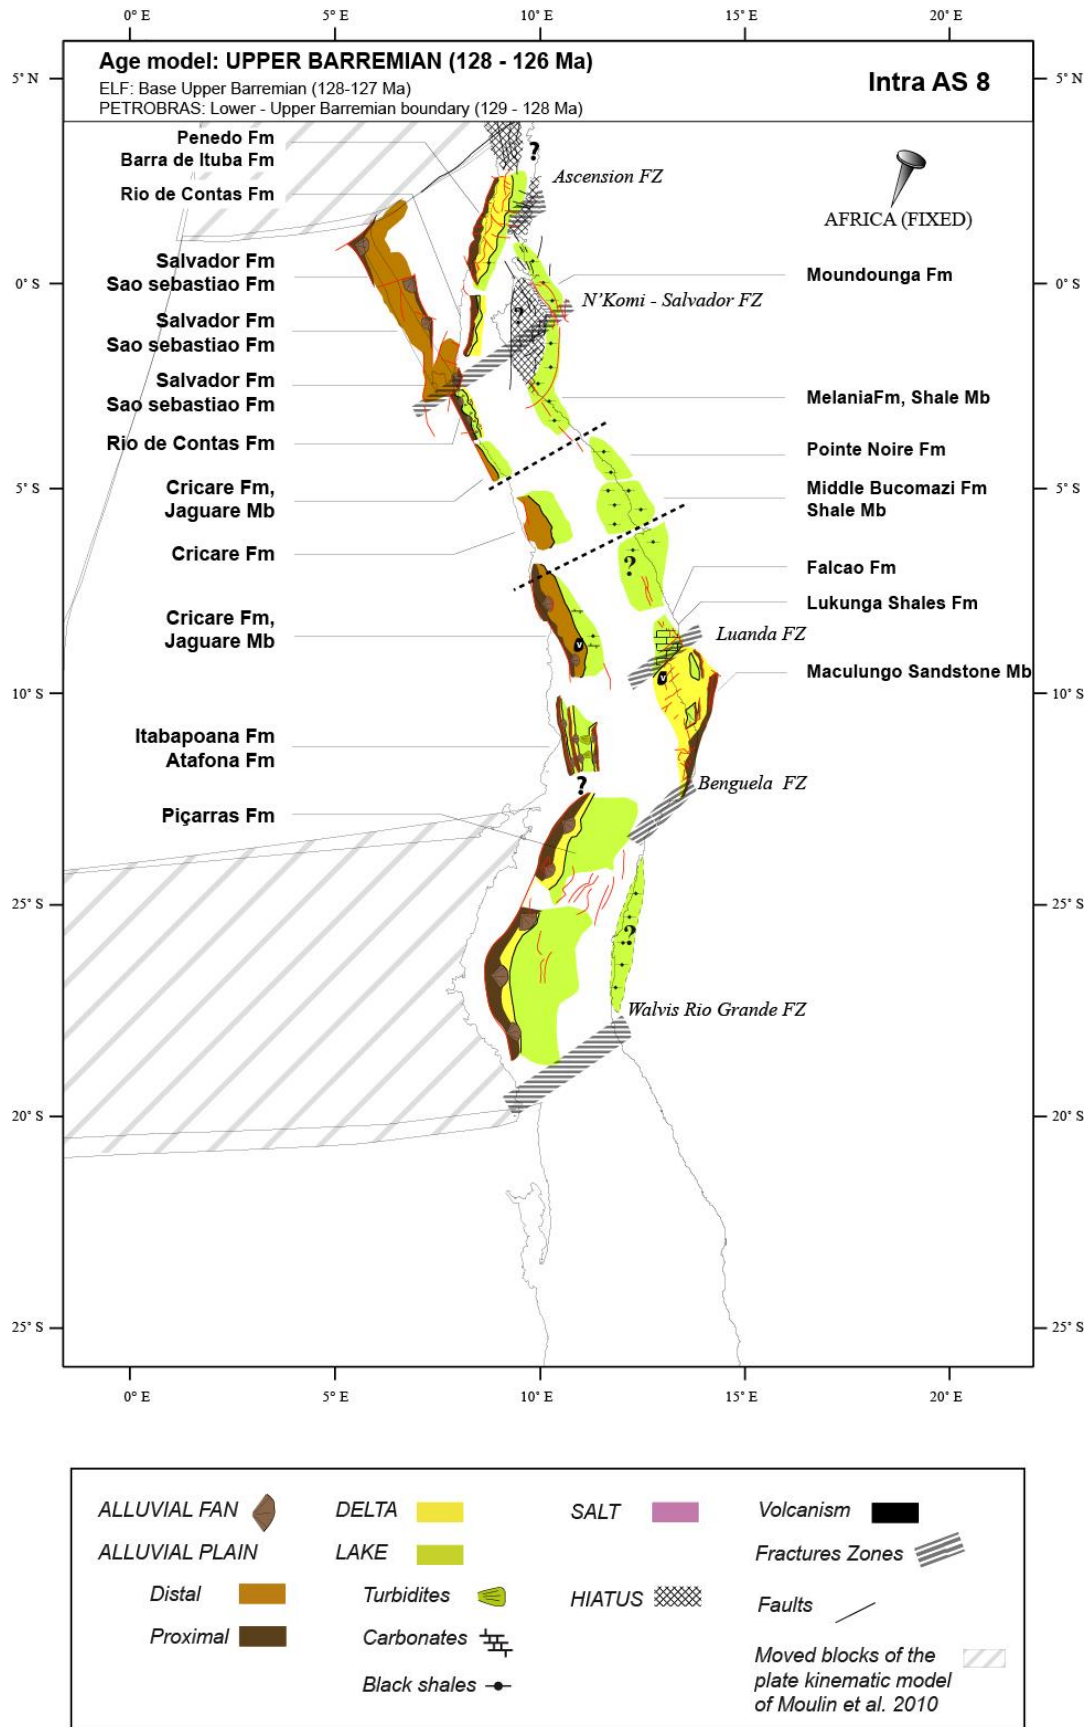 0° E 5° E 10° E 15° E 20° E
5° N
5° N
Age model: UPPER BARREMIAN (128 - 126 Ma)
ELF: Base Upper Barremian (128-127 Ma)
PETROBRAS: Lower - Upper Barremian boundary (129 - 128 Ma)
Intra AS 8
Penedo Fm
Barra de Ituba Fm
?
Ascension FZ
Rio de Contas Fm
AFRICA (FIXED)
Salvador Fm
Sao sebastiao Fm
Moundounga Fm
0° S
0° S
N'Komi - Salvador FZ
?
Salvador Fm
Sao sebastiao Fm
Salvador Fm
Sao sebastiao Fm
MelaniaFm, Shale Mb
Rio de Contas Fm
Pointe Noire Fm
Cricare Fm,
Jaguare Mb
Middle Bucomazi Fm
Shale Mb
5° S
5° S
Cricare Fm
?
Falcao Fm
Lukunga Shales Fm
Cricare Fm,
Jaguare Mb
v
Luanda FZ
v
Maculungo Sandstone Mb
10° S
10° S
Itabapoana Fm
Atafona Fm
?
Benguela FZ
Piçarras Fm
25° S
25° S
?
Walvis Rio Grande FZ
20° S
20° S
25° S
25° S
0° E 5° E 10° E 15° E 20° E
ALLUVIAL FAN
DELTA
SALT
Volcanism
ALLUVIAL PLAIN
LAKE
Fractures Zones
Distal
Turbidites
HIATUS
Faults
Proximal
Carbonates
Black shales
Moved blocks of the
plate kinematic model
of Moulin et al. 2010